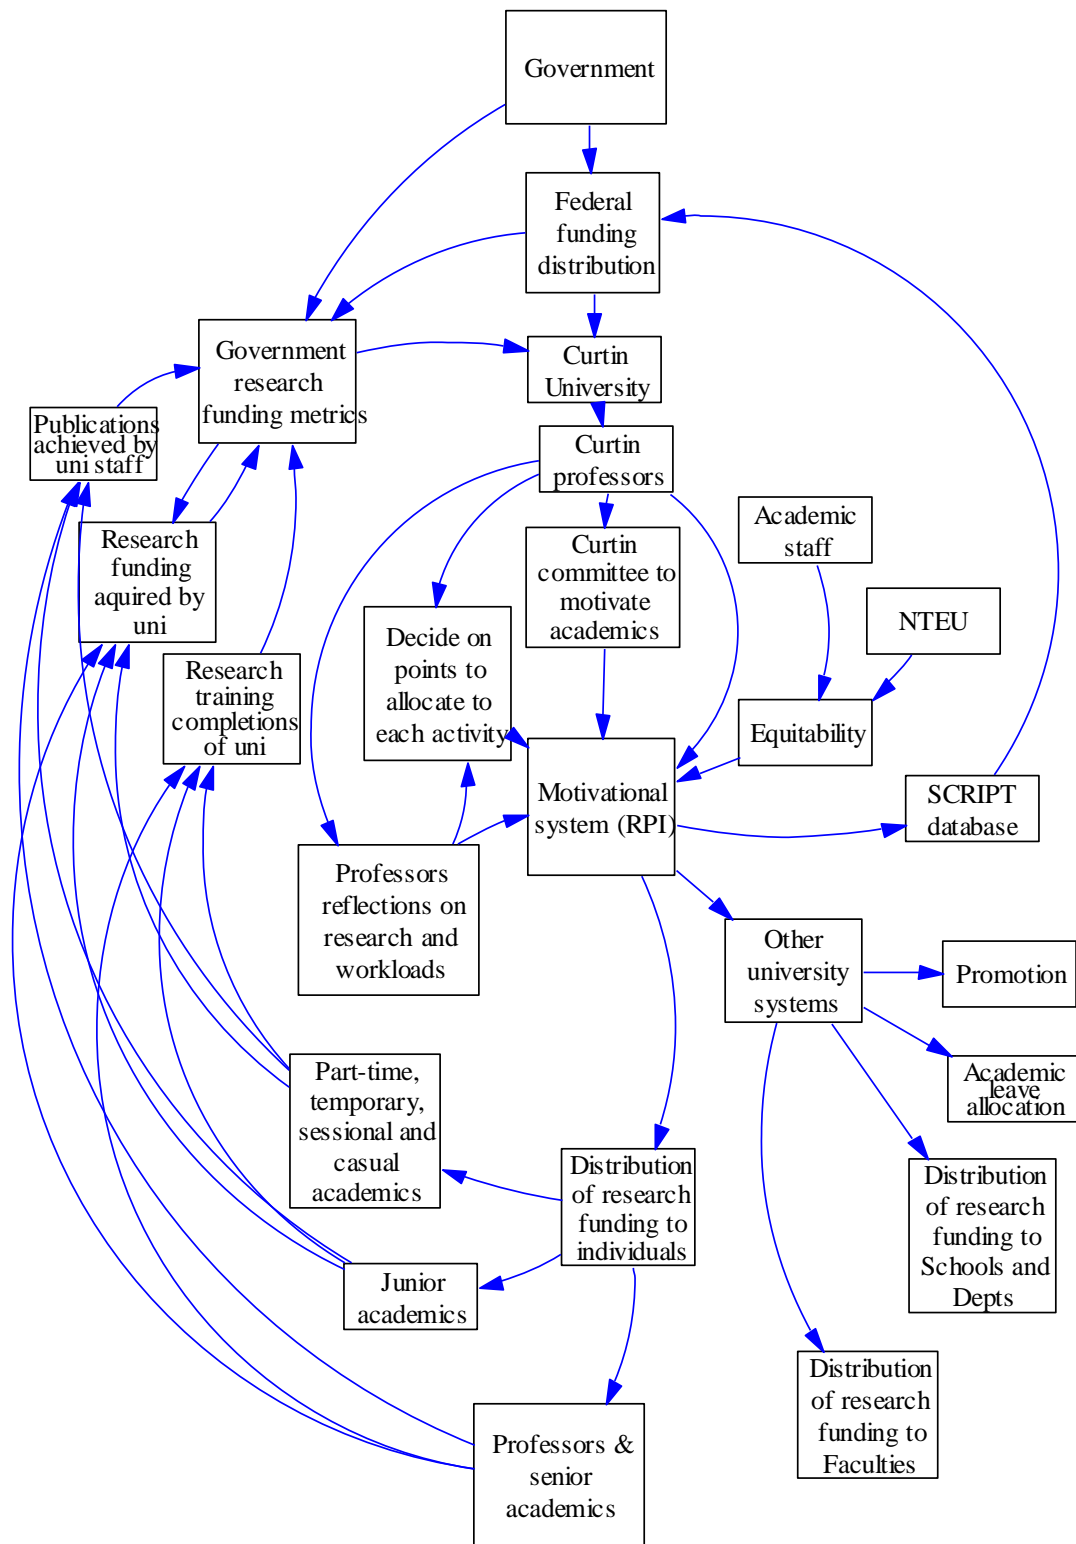 Government
Federal
funding
distribution
Government
research
funding metrics
Curtin
University
Publications
achieved by
uni staff
Curtin
professors
Academic
staff
Research
funding
aquired by
uni
Curtin
committee to
motivate
academics
NTEU
Decide on
points to
allocate to
each activity
Research
training
completions
of uni
Equitability
Motivational
system (RPI)
SCRIPT
database
Professors
reflections on
research and
workloads
Other
university
systems
Promotion
Part-time,
temporary,
sessional and
casual
academics
Academic
leave
allocation
Distribution
of research
funding to
individuals
Distribution
of research
funding to
Schools and
Depts
Junior
academics
Distribution
of research
funding to
Faculties
Professors &
senior
academics